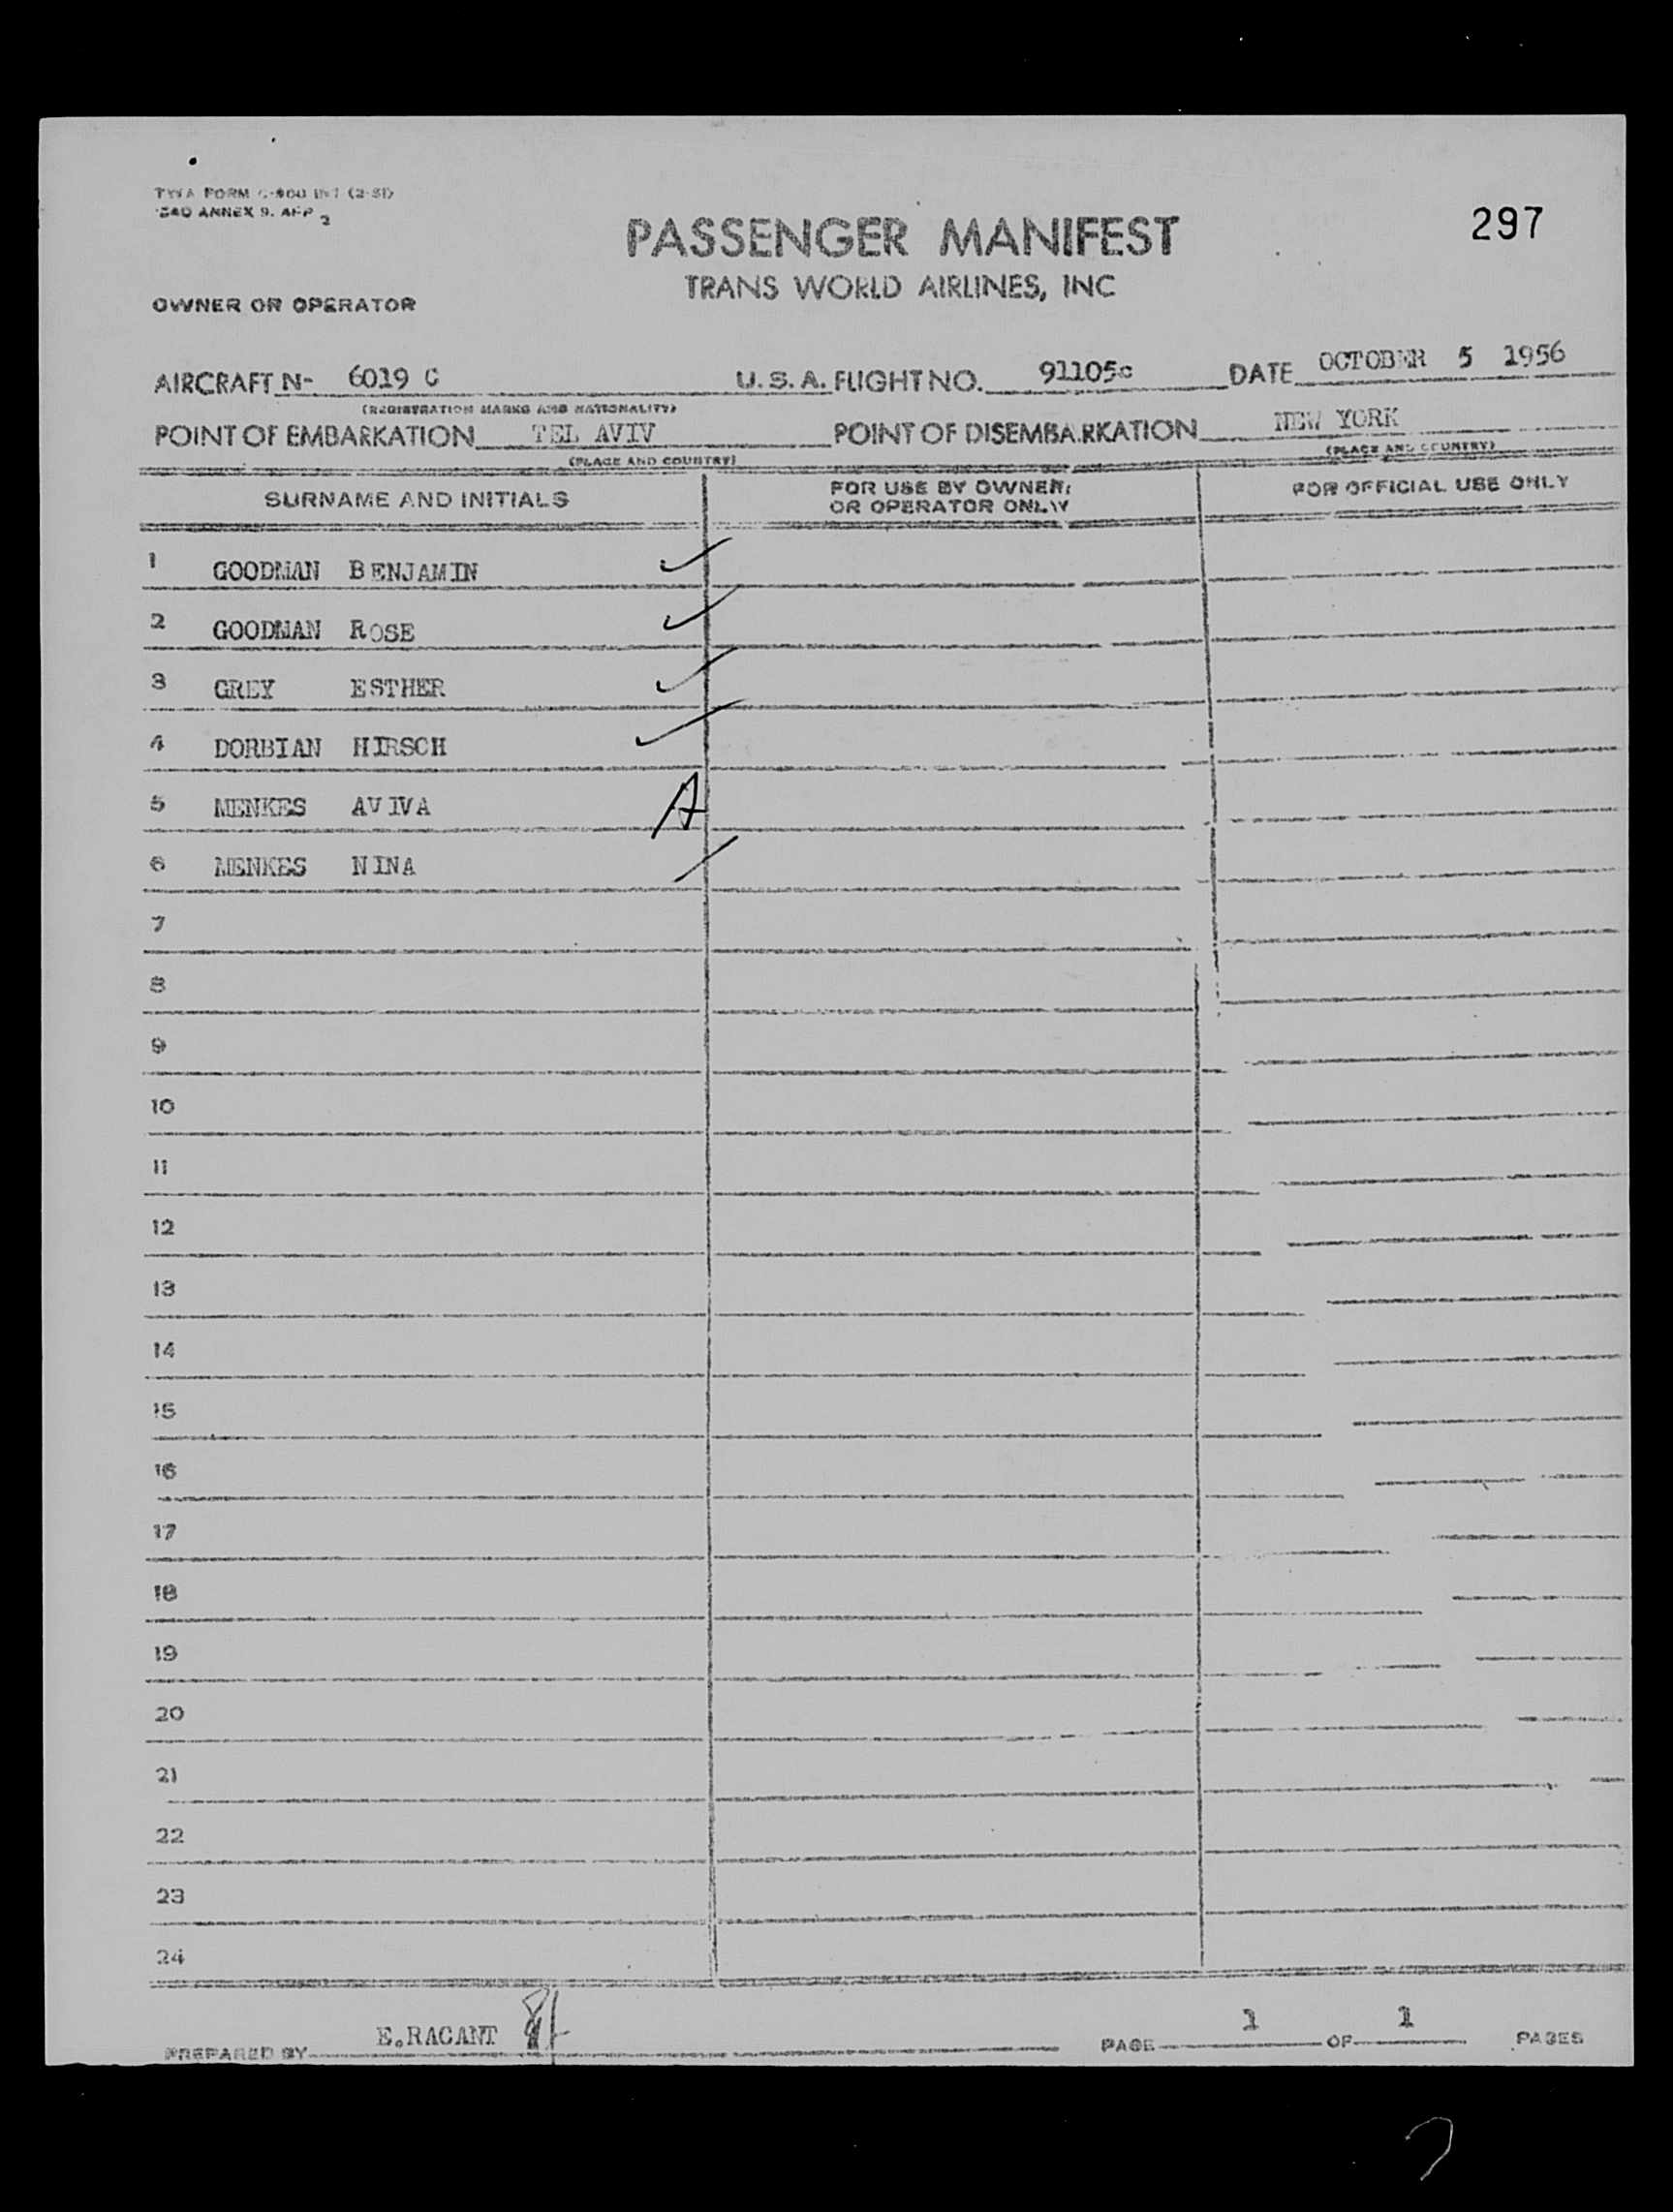 TWA FORM
ANNEX 9. APP 2
297
PASSENGER MANIFEST
TRANS WORLD AIRLINES, INC
OWNER OR OPERATOR
AIRCRAFT N- 6019 C U. S. A. FLIGHT NO. 91105c DATE OCTOBER 5 1956
(REGISTRATION MARKS AND NATIONALITY)
POINT OF EMBARKATION TEL AVIV POINT OF DISEMBARKATION NEW YORK
(PLACE AND COUNTRY) (PLACE AND COUNTRY)
SURNAME AND INITIALS FOR USE BY OWNER OR OPERATOR ONLY FOR OFFICIAL USE ONLY
1 GOODMAN BENJAMIN ✓
2 GOODMAN ROSE ✓
3 GREY ESTHER ✓
4 DORBIAN HIRSCH ✓
5 MENKES AVIVA A
6 MENKES NINA /
7
8
9
10
11
12
13
14
15
16
17
18
19
20
21
22
23
24
PREPARED BY E.RACANT PAGE 1 OF 1 PAGES